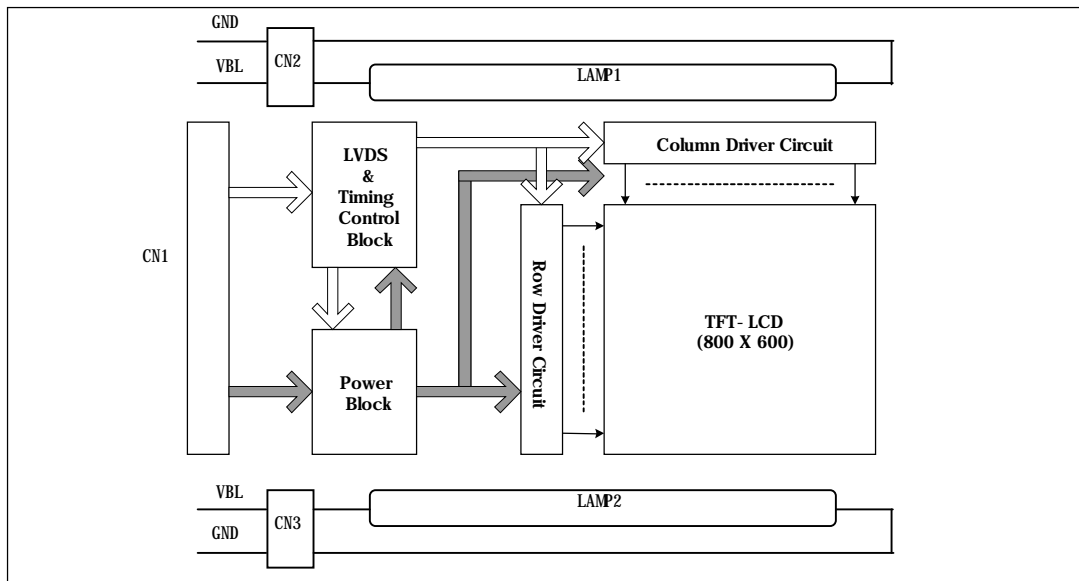 GND
CN2
VBL
LAMP1
LVDS
&
Timing
Control
Block
Column Driver Circuit
CN1
Row Driver Circuit
TFT- LCD
(800 X 600)
Power
Block
VBL
LAMP2
CN3
GND